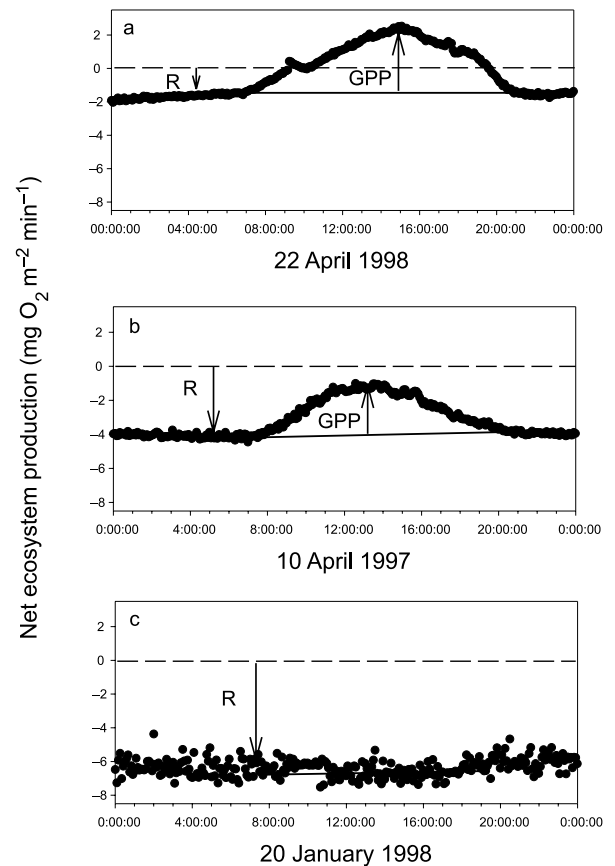 Net ecosystem production (mg O2 m−2 min−1)
a
2
0
−2
−4
−6
−8
R
GPP
00:00:00 04:00:00 08:00:00 12:00:00 16:00:00 20:00:00 00:00:00
22 April 1998
b
2
0
−2
−4
−6
−8
R
GPP
0:00:00 4:00:00 8:00:00 12:00:00 16:00:00 20:00:00 0:00:00
10 April 1997
c
2
0
−2
−4
−6
−8
R
0:00:00 4:00:00 8:00:00 12:00:00 16:00:00 20:00:00 0:00:00
20 January 1998